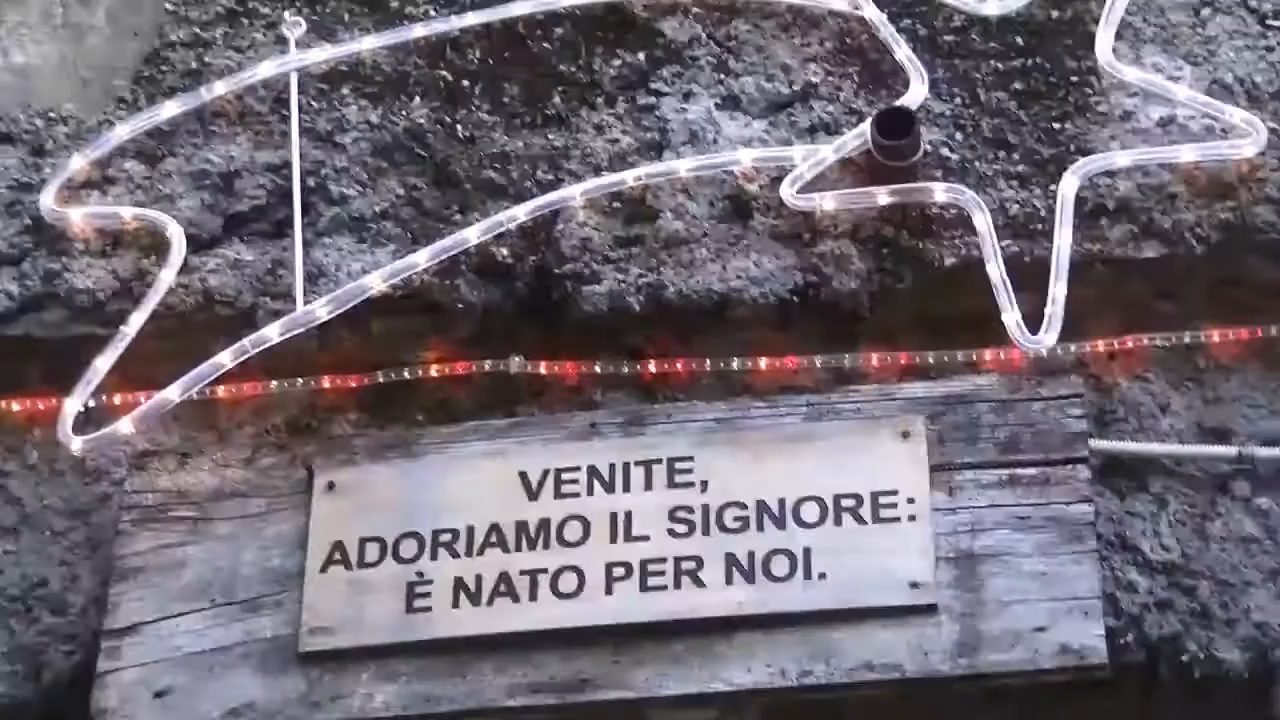 VENITE,
ADORIAMO IL SIGNORE:
È NATO PER NOI.